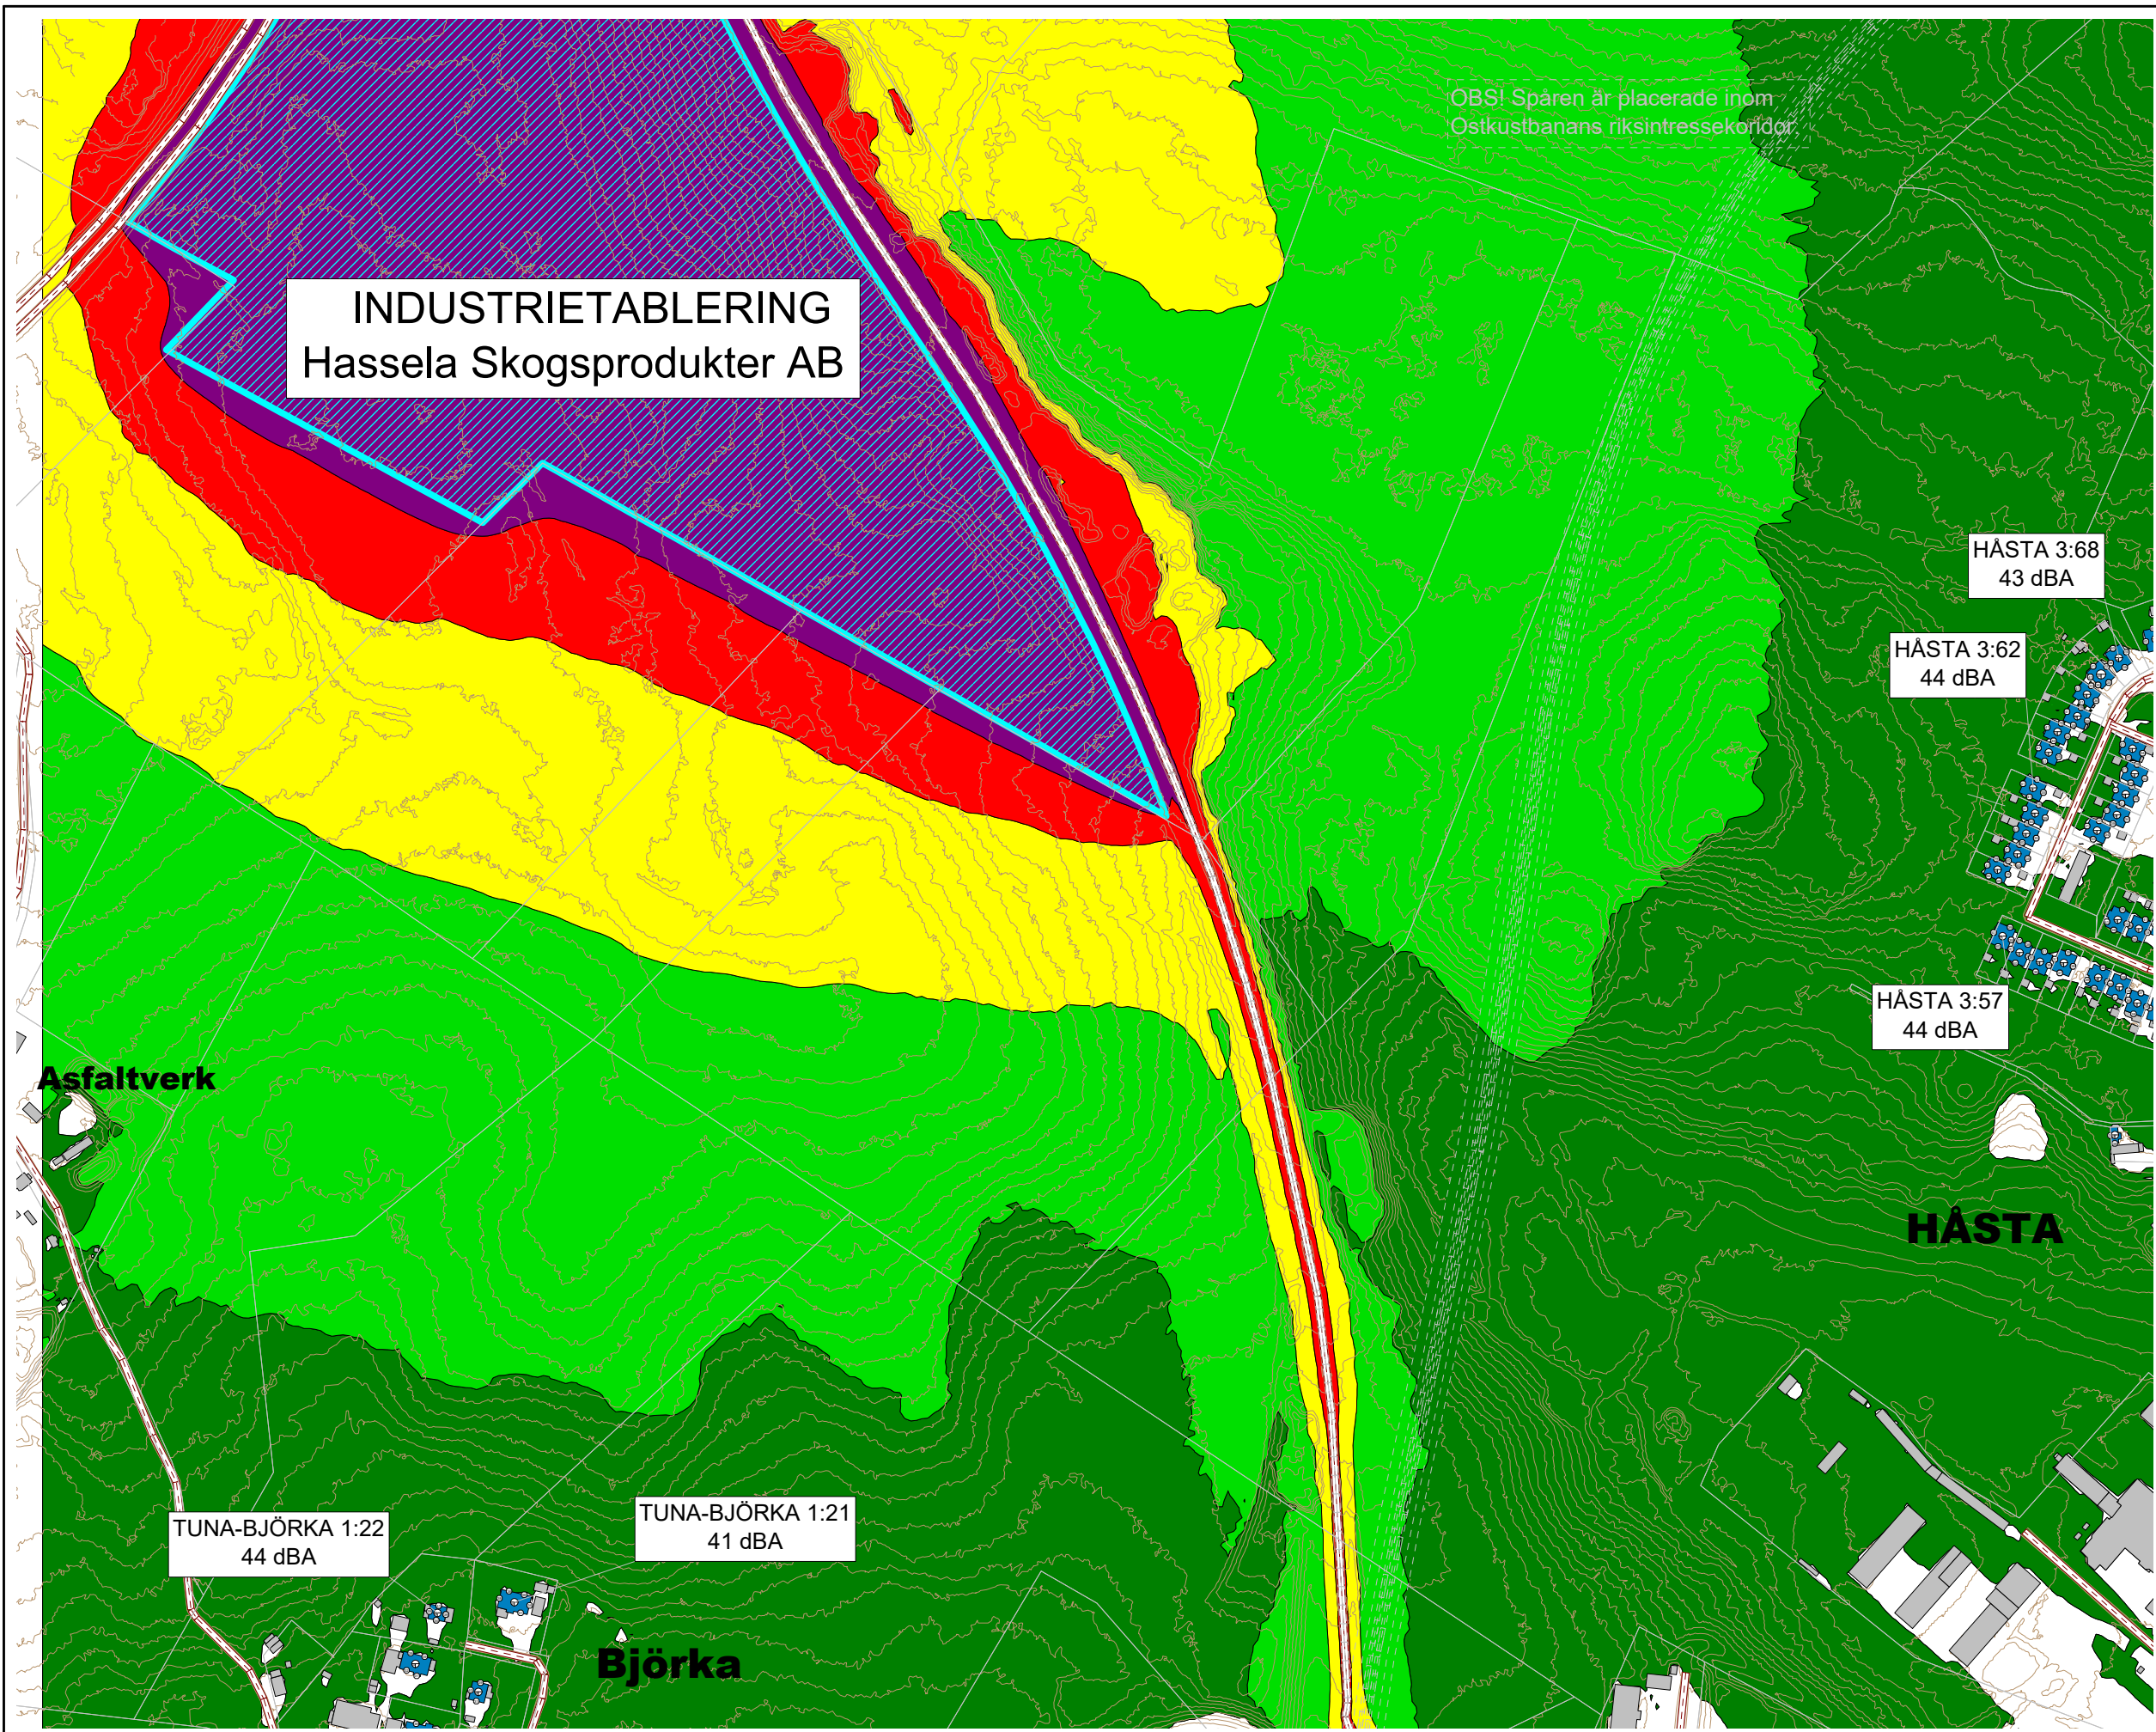 OBS! Spåren är placerade inom
Ostkustbanans riksintressekoridor.
INDUSTRIETABLERING
Hassela Skogsprodukter AB
HÅSTA 3:68
43 dBA
HÅSTA 3:62
44 dBA
HÅSTA 3:57
44 dBA
Asfaltverk
HÅSTA
TUNA-BJÖRKA 1:22
44 dBA
TUNA-BJÖRKA 1:21
41 dBA
Björka